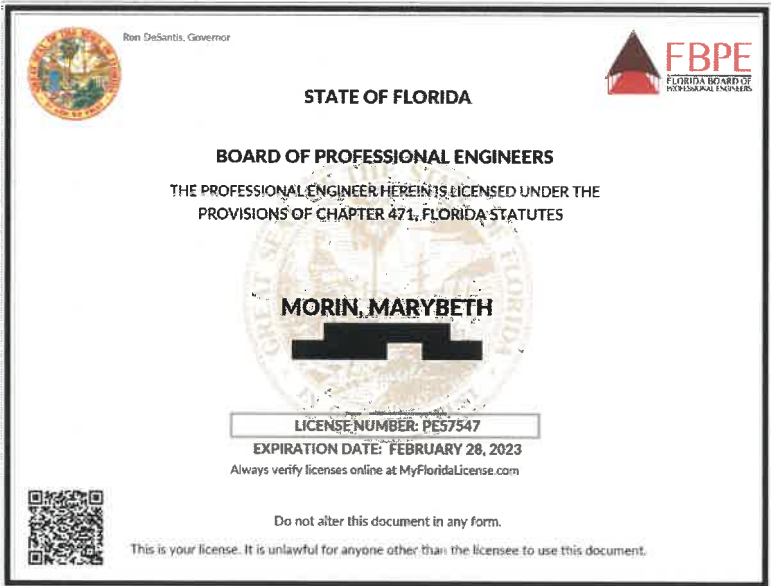 Ron DeSantis, Governor
FBPE
FLORIDA BOARD OF
PROFESSIONAL ENGINEERS
STATE OF FLORIDA
BOARD OF PROFESSIONAL ENGINEERS
THE PROFESSIONAL ENGINEER HEREIN IS LICENSED UNDER THE
PROVISIONS OF CHAPTER 471, FLORIDA STATUTES
MORIN, MARYBETH
LICENSE NUMBER: PE57547
EXPIRATION DATE: FEBRUARY 28, 2023
Always verify licenses online at MyFloridaLicense.com
Do not alter this document in any form.
This is your license. It is unlawful for anyone other than the licensee to use this document.